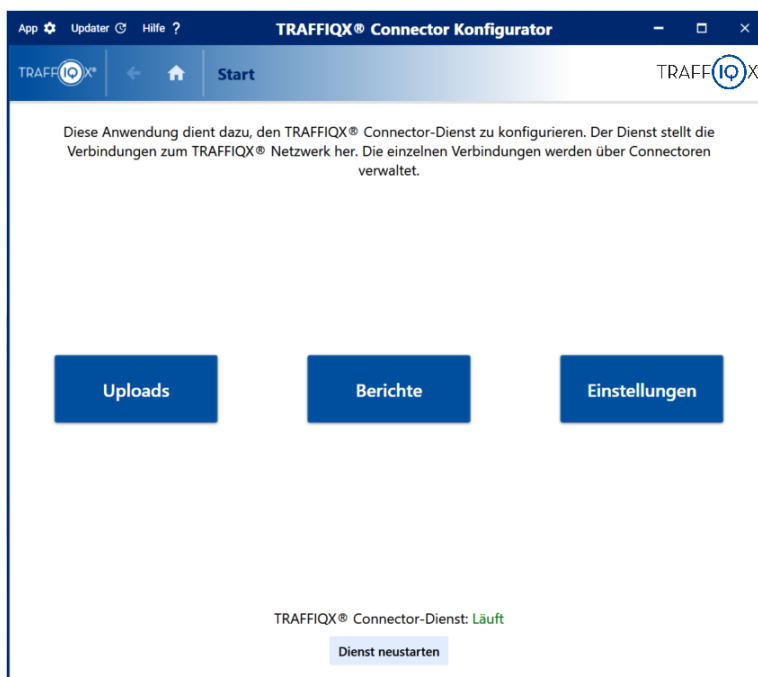 App Updater Hilfe ? TRAFFIQX® Connector Konfigurator
TRAFFIQX® Start TRAFFIQX
Diese Anwendung dient dazu, den TRAFFIQX® Connector-Dienst zu konfigurieren. Der Dienst stellt die
Verbindungen zum TRAFFIQX® Netzwerk her. Die einzelnen Verbindungen werden über Connectoren
verwaltet.
Uploads Berichte Einstellungen
TRAFFIQX® Connector-Dienst: Läuft
Dienst neustarten